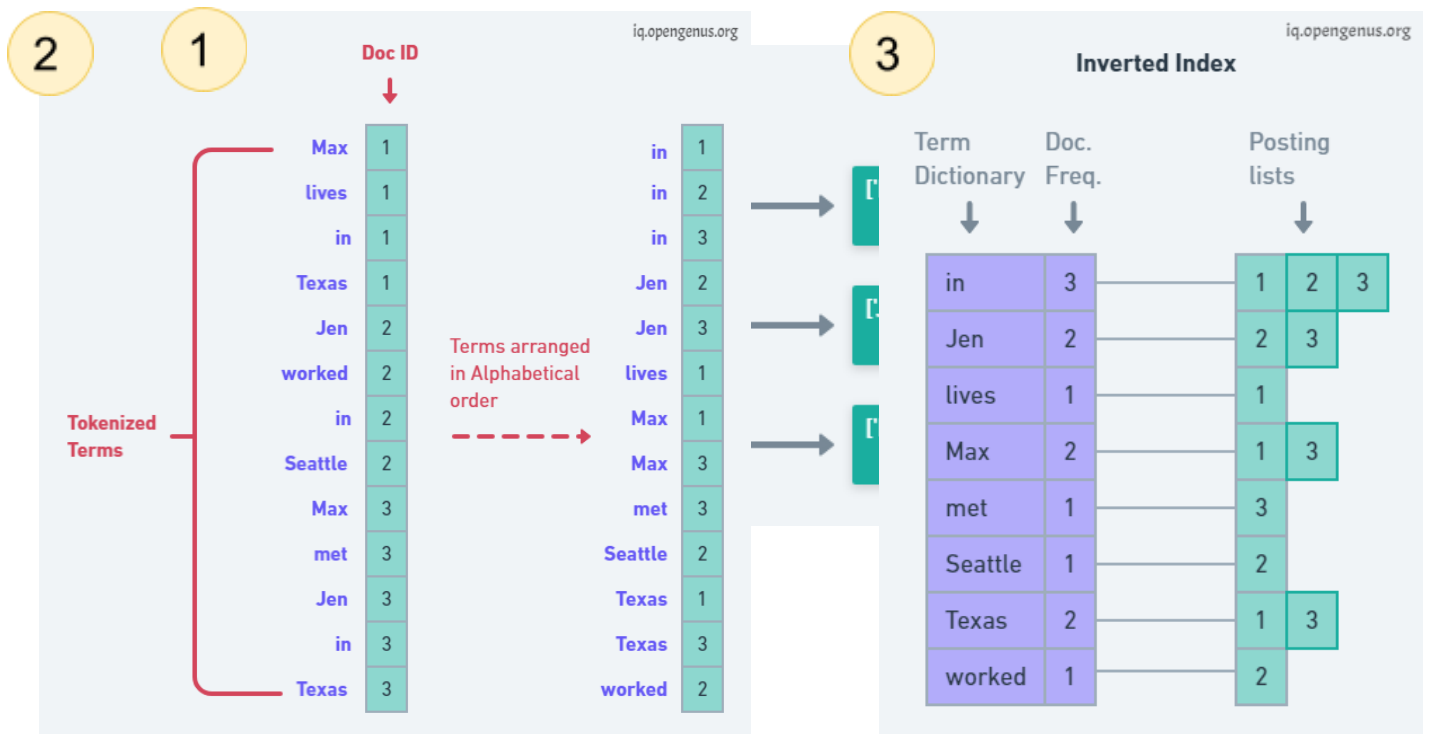 2
1
iq.opengenus.org
Doc ID
Max 1
lives 1
in 1
Texas 1
Jen 2
worked 2
in 2
Seattle 2
Max 3
met 3
Jen 3
in 3
Texas 3
Tokenized
Terms
Terms arranged
in Alphabetical
order
in 1
in 2
in 3
Jen 2
Jen 3
lives 1
Max 1
Max 3
met 3
Seattle 2
Texas 1
Texas 3
worked 2
['
['
3
iq.opengenus.org
Inverted Index
Term
Dictionary
Doc.
Freq.
Posting
lists
in 3 1 2 3
Jen 2 2 3
lives 1 1
Max 2 1 3
met 1 3
Seattle 1 2
Texas 2 1 3
worked 1 2